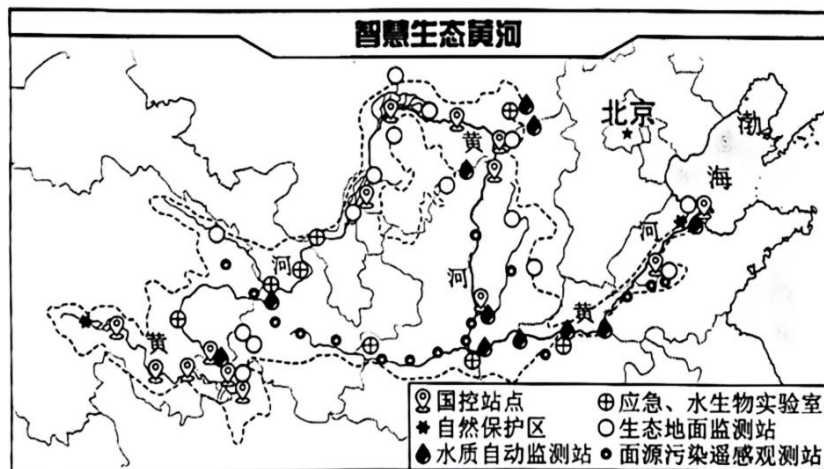 智慧生态黄河
北京
渤
海
黄
河
河
河
黄
黄
国控站点
应急、水生物实验室
自然保护区
生态地面监测站
水质自动监测站
面源污染遥感观测站